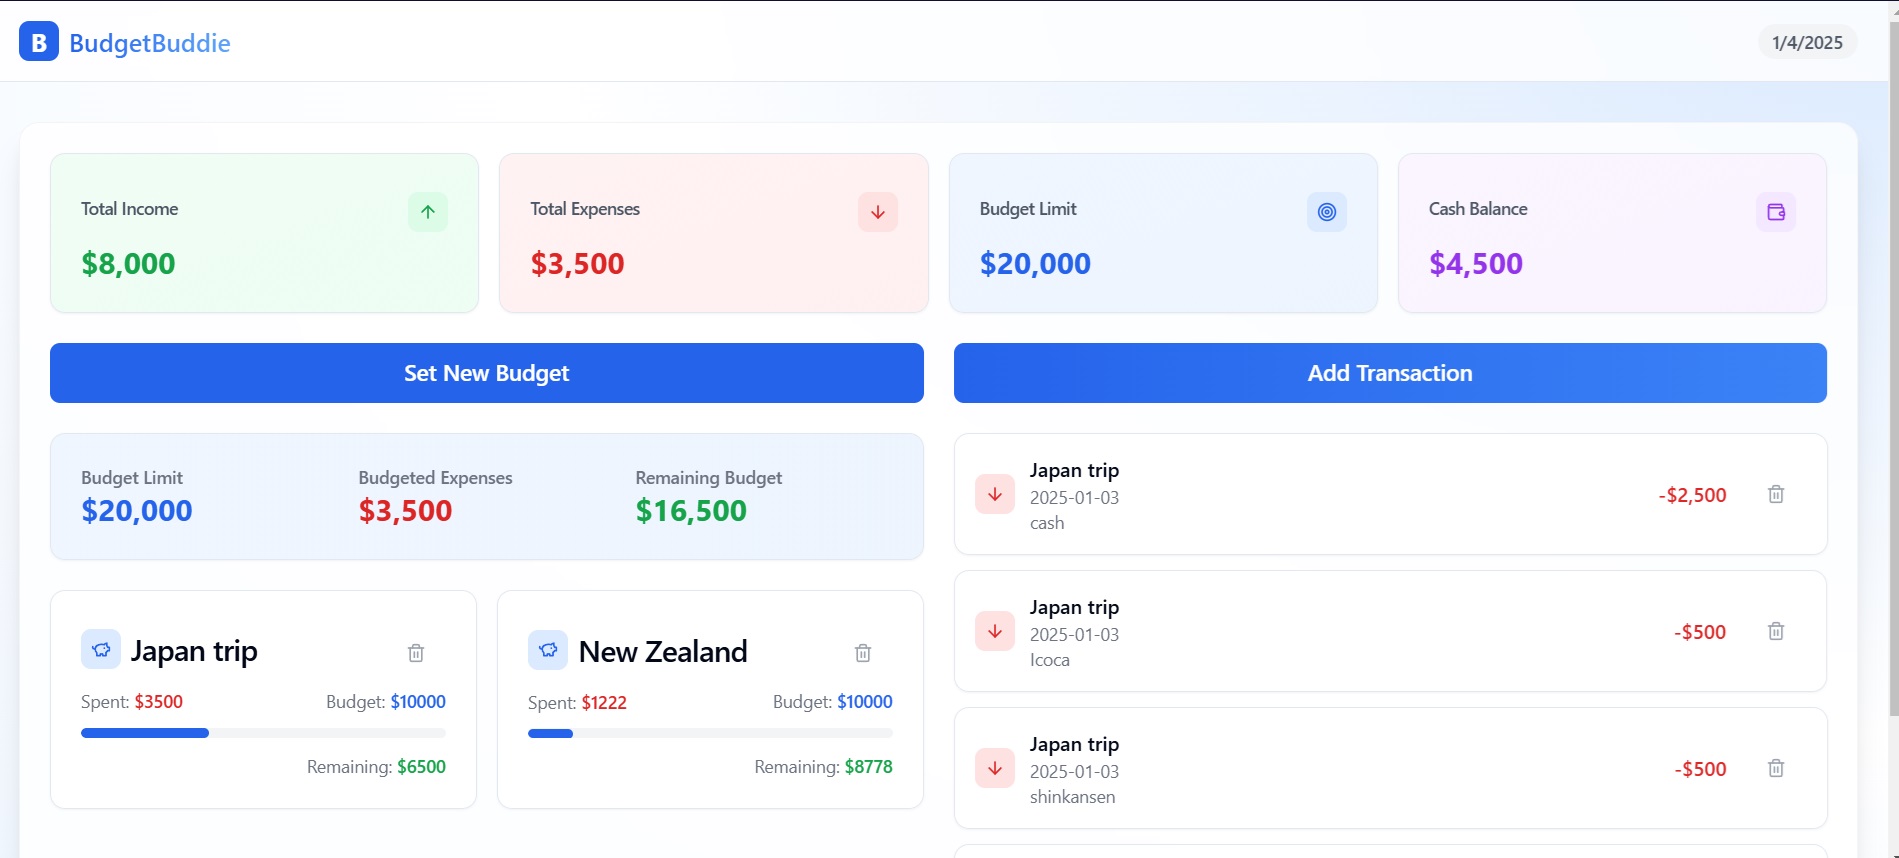 B BudgetBuddie
1/4/2025
Total Income
$8,000
Total Expenses
$3,500
Budget Limit
$20,000
Cash Balance
$4,500
Set New Budget
Add Transaction
Budget Limit
$20,000
Budgeted Expenses
$3,500
Remaining Budget
$16,500
Japan trip
Spent: $3500
Budget: $10000
Remaining: $6500
New Zealand
Spent: $1222
Budget: $10000
Remaining: $8778
Japan trip
2025-01-03
cash
-$2,500
Japan trip
2025-01-03
Icoca
-$500
Japan trip
2025-01-03
shinkansen
-$500